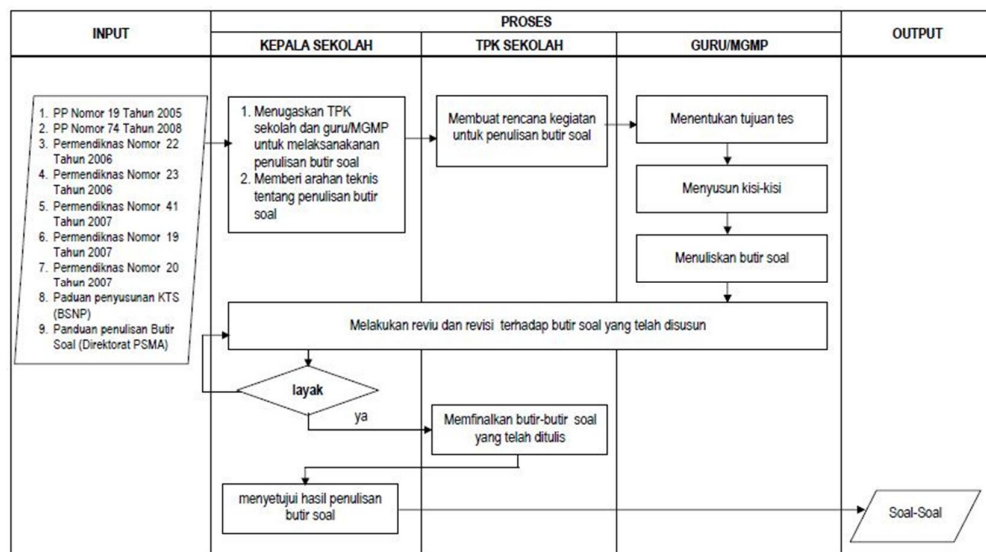 INPUT
PROSES
OUTPUT
KEPALA SEKOLAH
TPK SEKOLAH
GURU/MGMP
1. PP Nomor 19 Tahun 2005
2. PP Nomor 74 Tahun 2008
3. Permendiknas Nomor 22
Tahun 2006
4. Permendiknas Nomor 23
2006
5. Permendiknas Nomor 41
Tahun 2007
6. Permendiknas Nomor 19
Tahun 2007
7. Permendiknas Nomor 20
Tahun 2007
8. Paduan penyusunan KTS
(BSNP)
9. Panduan penulisan Butir
Soal (Direktorat PSMA)
1. Menugaskan TPK
sekolah dan guru/MGMP
untuk melaksanakanan
penulisan butir soal
2. Memberi arahan teknis
tentang penulisan butir
soal
Membuat rencana kegiatan
untuk penulisan butir soal
Menentukan tujuan tes
Menyusun kisi-kisi
Menuliskan butir soal
Melakukan reviu dan revisi terhadap butir soal yang telah disusun
layak
ya
Memfinalkan butir-butir soal
yang telah ditulis
menyetujui hasil penulisan
butir soal
Soal-Soal